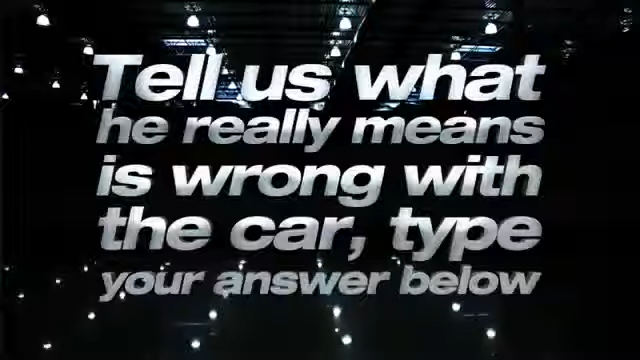 Tell us what
he really means
is wrong with
the car, type
your answer below